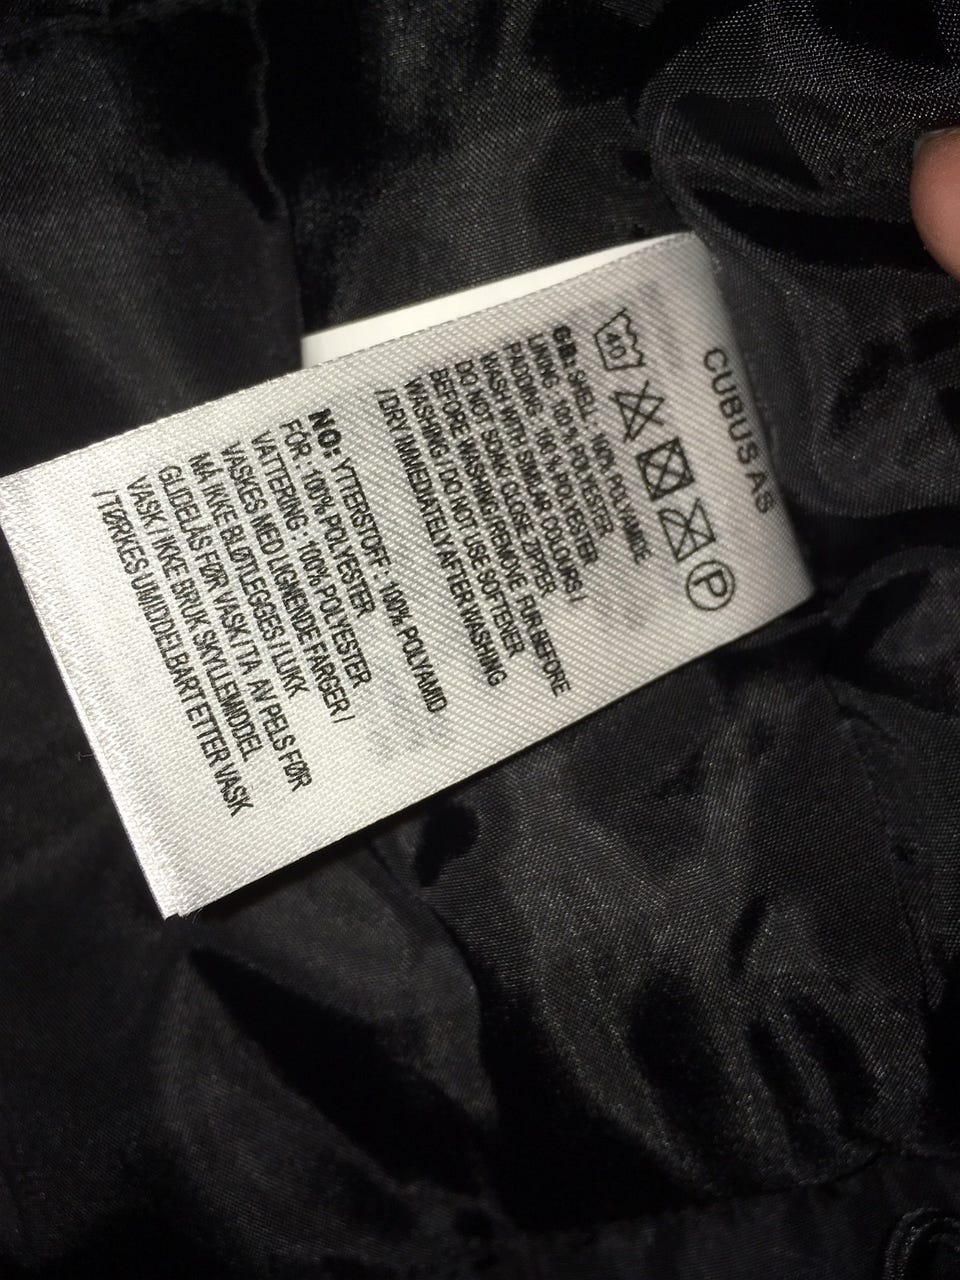 CUBUS AS
40
P
GB: SHELL : 100% POLYAMIDE
LINING : 100% POLYESTER
PADDING : 100% POLYESTER
WASH WITH SIMILAR COLOURS /
DO NOT SOAK CLOSE ZIPPER
BEFORE WASHING/REMOVE FUR BEFORE
WASHING / DO NOT USE SOFTENER
/DRY IMMEDIATELY AFTER WASHING
NO: YTTERSTOFF : 100% POLYAMID
FÓR : 100% POLYESTER
VATTERING : 100% POLYESTER
VASKES MED LIGNENDE FARGER /
MÅ IKKE BLØTLEGGES / LUKK
GLIDELÅS FØR VASK / TA AV PELS FØR
VASK / IKKE BRUK SKYLLEMIDDEL
/ TØRKES UMIDDELBART ETTER VASK